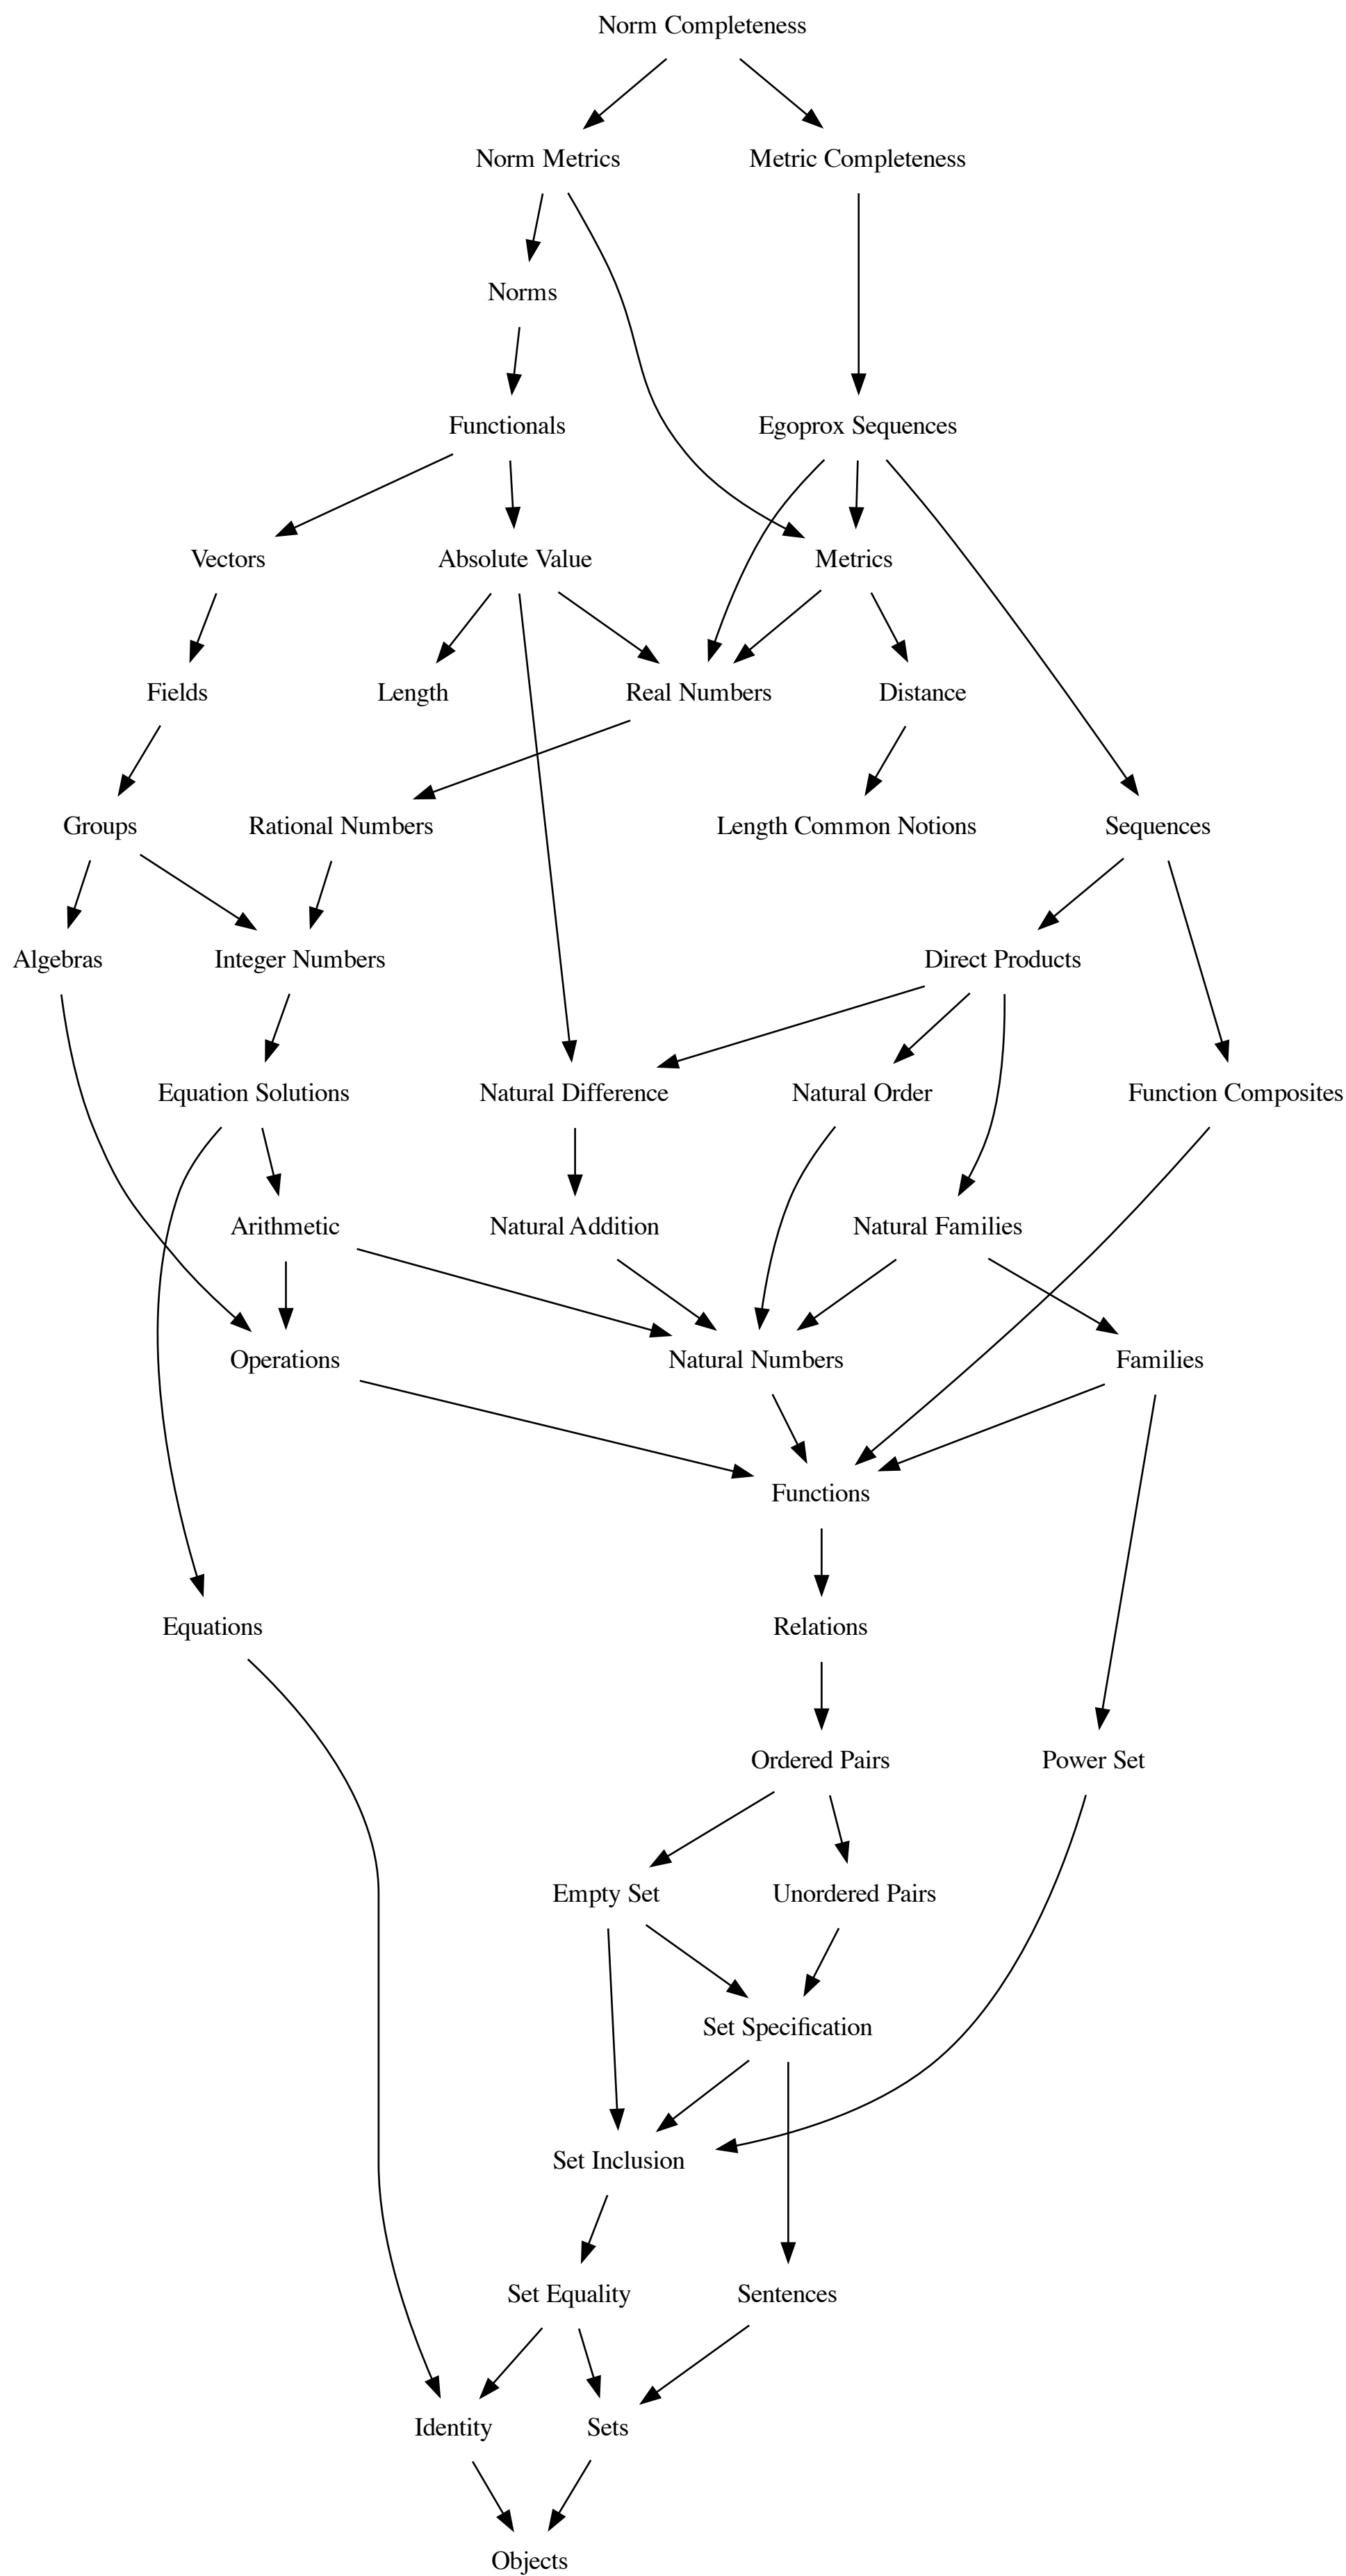 Norm Completeness
Norm Metrics
Metric Completeness
Norms
Functionals
Egoprox Sequences
Vectors
Absolute Value
Metrics
Fields
Length
Real Numbers
Distance
Groups
Rational Numbers
Length Common Notions
Sequences
Algebras
Integer Numbers
Direct Products
Equation Solutions
Natural Difference
Natural Order
Function Composites
Arithmetic
Natural Addition
Natural Families
Operations
Natural Numbers
Families
Functions
Equations
Relations
Ordered Pairs
Power Set
Empty Set
Unordered Pairs
Set Specification
Set Inclusion
Set Equality
Sentences
Identity
Sets
Objects